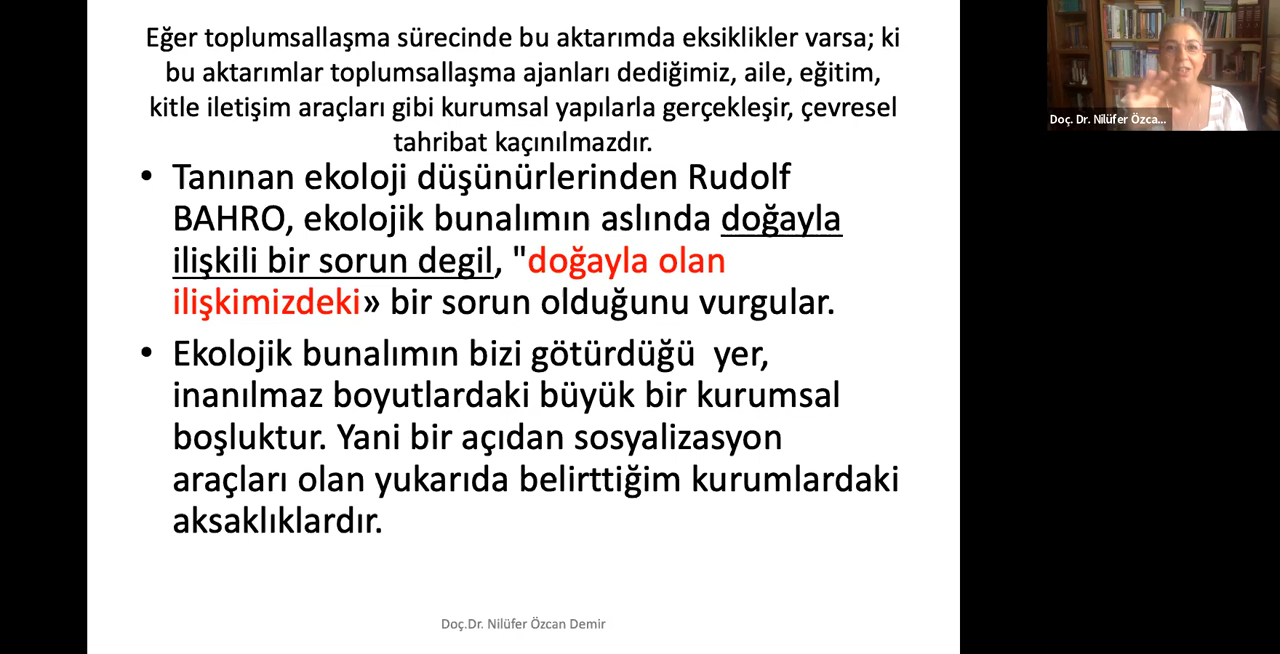 Eğer toplumsallaşma sürecinde bu aktarımda eksiklikler varsa; ki
bu aktarımlar toplumsallaşma ajanları dediğimiz, aile, eğitim,
kitle iletişim araçları gibi kurumsal yapılarla gerçekleşir, çevresel
tahribat kaçınılmazdır.
• Tanınan ekoloji düşünürlerinden Rudolf
BAHRO, ekolojik bunalımın aslında doğayla
ilişkili bir sorun degil, "doğayla olan
ilişkimizdeki» bir sorun olduğunu vurgular.
• Ekolojik bunalımın bizi götürdüğü  yer,
inanılmaz boyutlardaki büyük bir kurumsal
boşluktur. Yani bir açıdan sosyalizasyon
araçları olan yukarıda belirttiğim kurumlardaki
aksaklıklardır.
Doç.Dr. Nilüfer Özcan Demir
Doç. Dr. Nilüfer Özca...